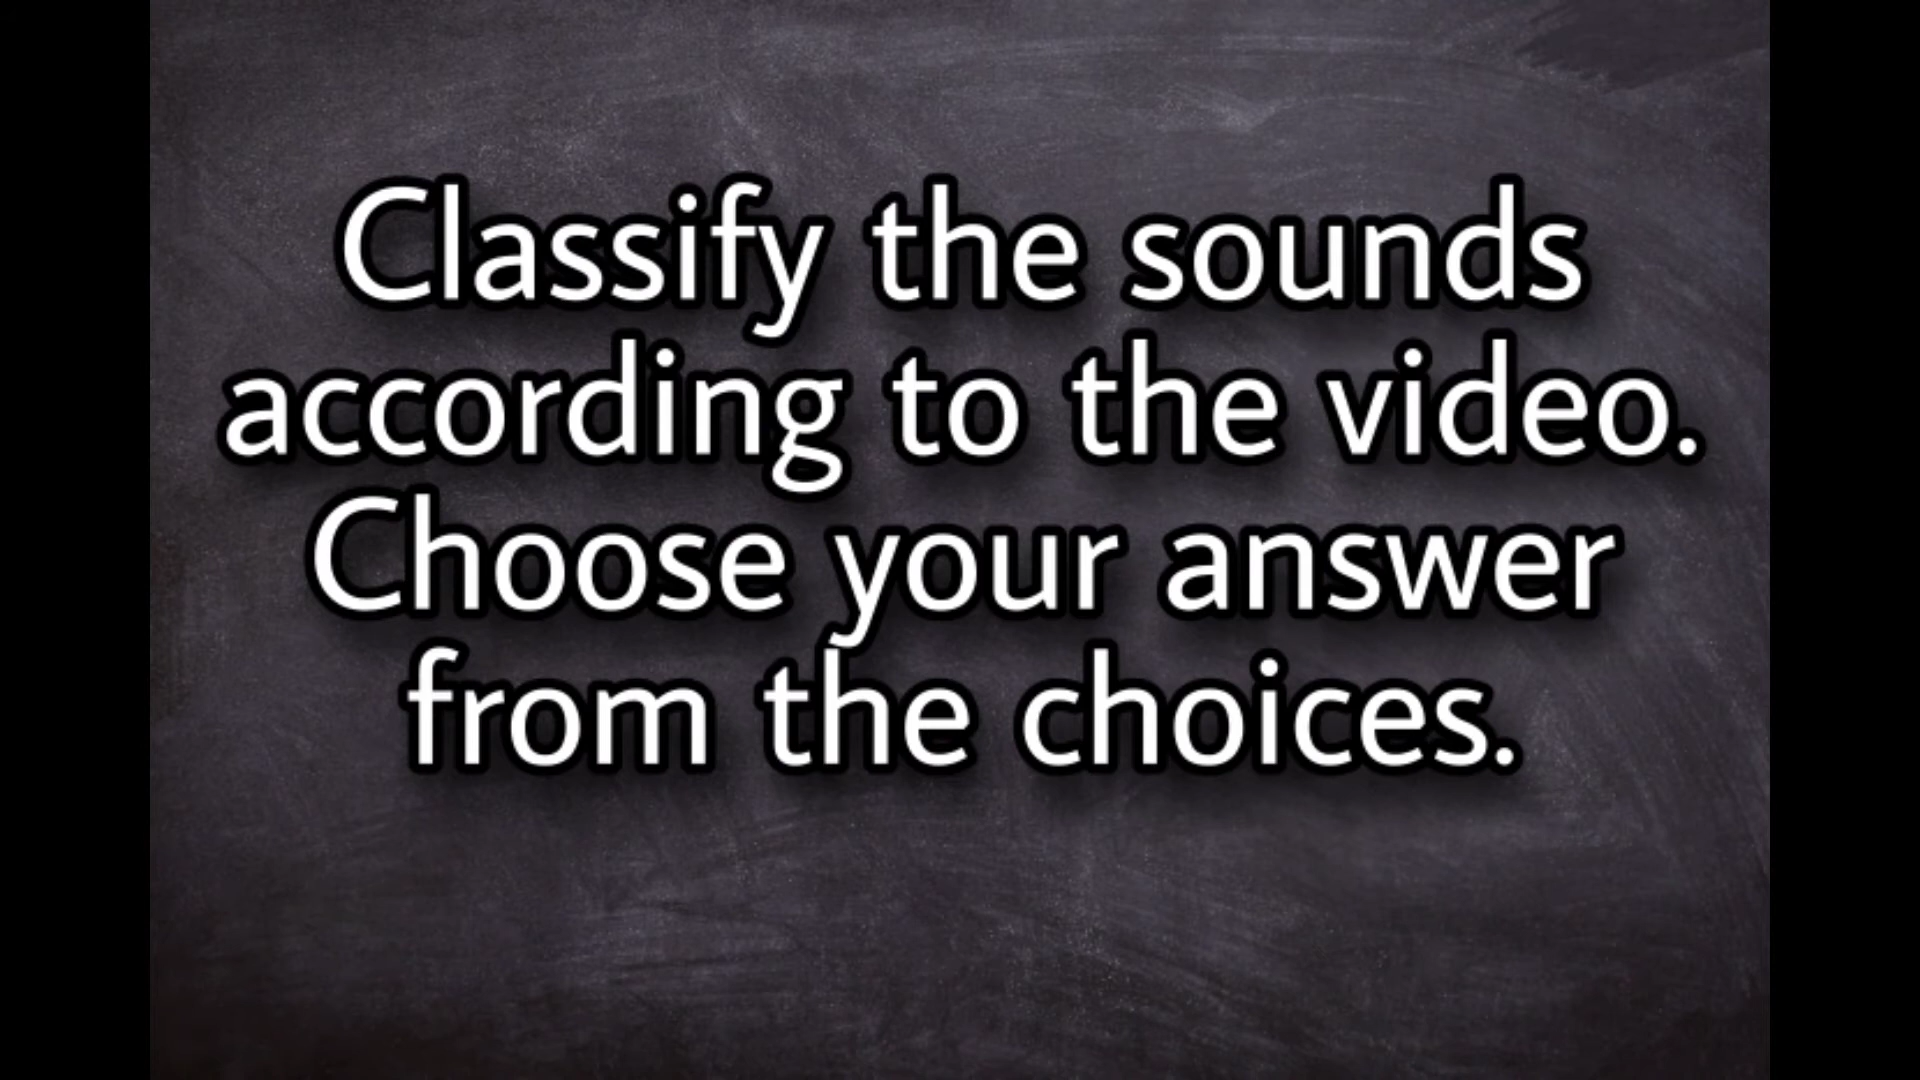 Classify the sounds
according to the video.
Choose your answer
from the choices.